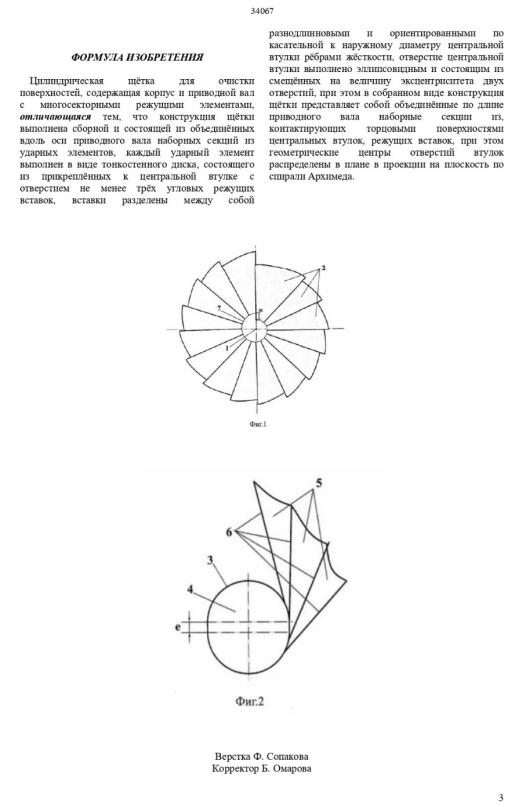 34067
ФОРМУЛА ИЗОБРЕТЕНИЯ
Цилиндрическая щётка для очистки
поверхностей, содержащая корпус и приводной вал
с многосекторными режущими элементами,
отличающаяся тем, что конструкция щётки
выполнена сборной и состоящей из объединённых
вдоль оси приводного вала наборных секций из
ударных элементов, каждый ударный элемент
выполнен в виде тонкостенного диска, состоящего
из прикреплённых к центральной втулке с
отверстием не менее трёх угловых режущих
вставок, вставки разделены между собой
разнодлинновыми и ориентированными по
касательной к наружному диаметру центральной
втулки рёбрами жёсткости, отверстие центральной
втулки выполнено эллипсовидным и состоящим из
смещённых на величину эксцентриситета двух
отверстий, при этом в собранном виде конструкция
щётки представляет собой объединённые по длине
приводного вала наборные секции из,
контактирующих торцовыми поверхностями
центральных втулок, режущих вставок, при этом
геометрические центры отверстий втулок
распределены в плане в проекции на плоскость по
спирали Архимеда.
2
7
1
Фиг.1
5
6
3
4
е
Фиг.2
Верстка Ф. Сопакова
Корректор Б. Омарова
3